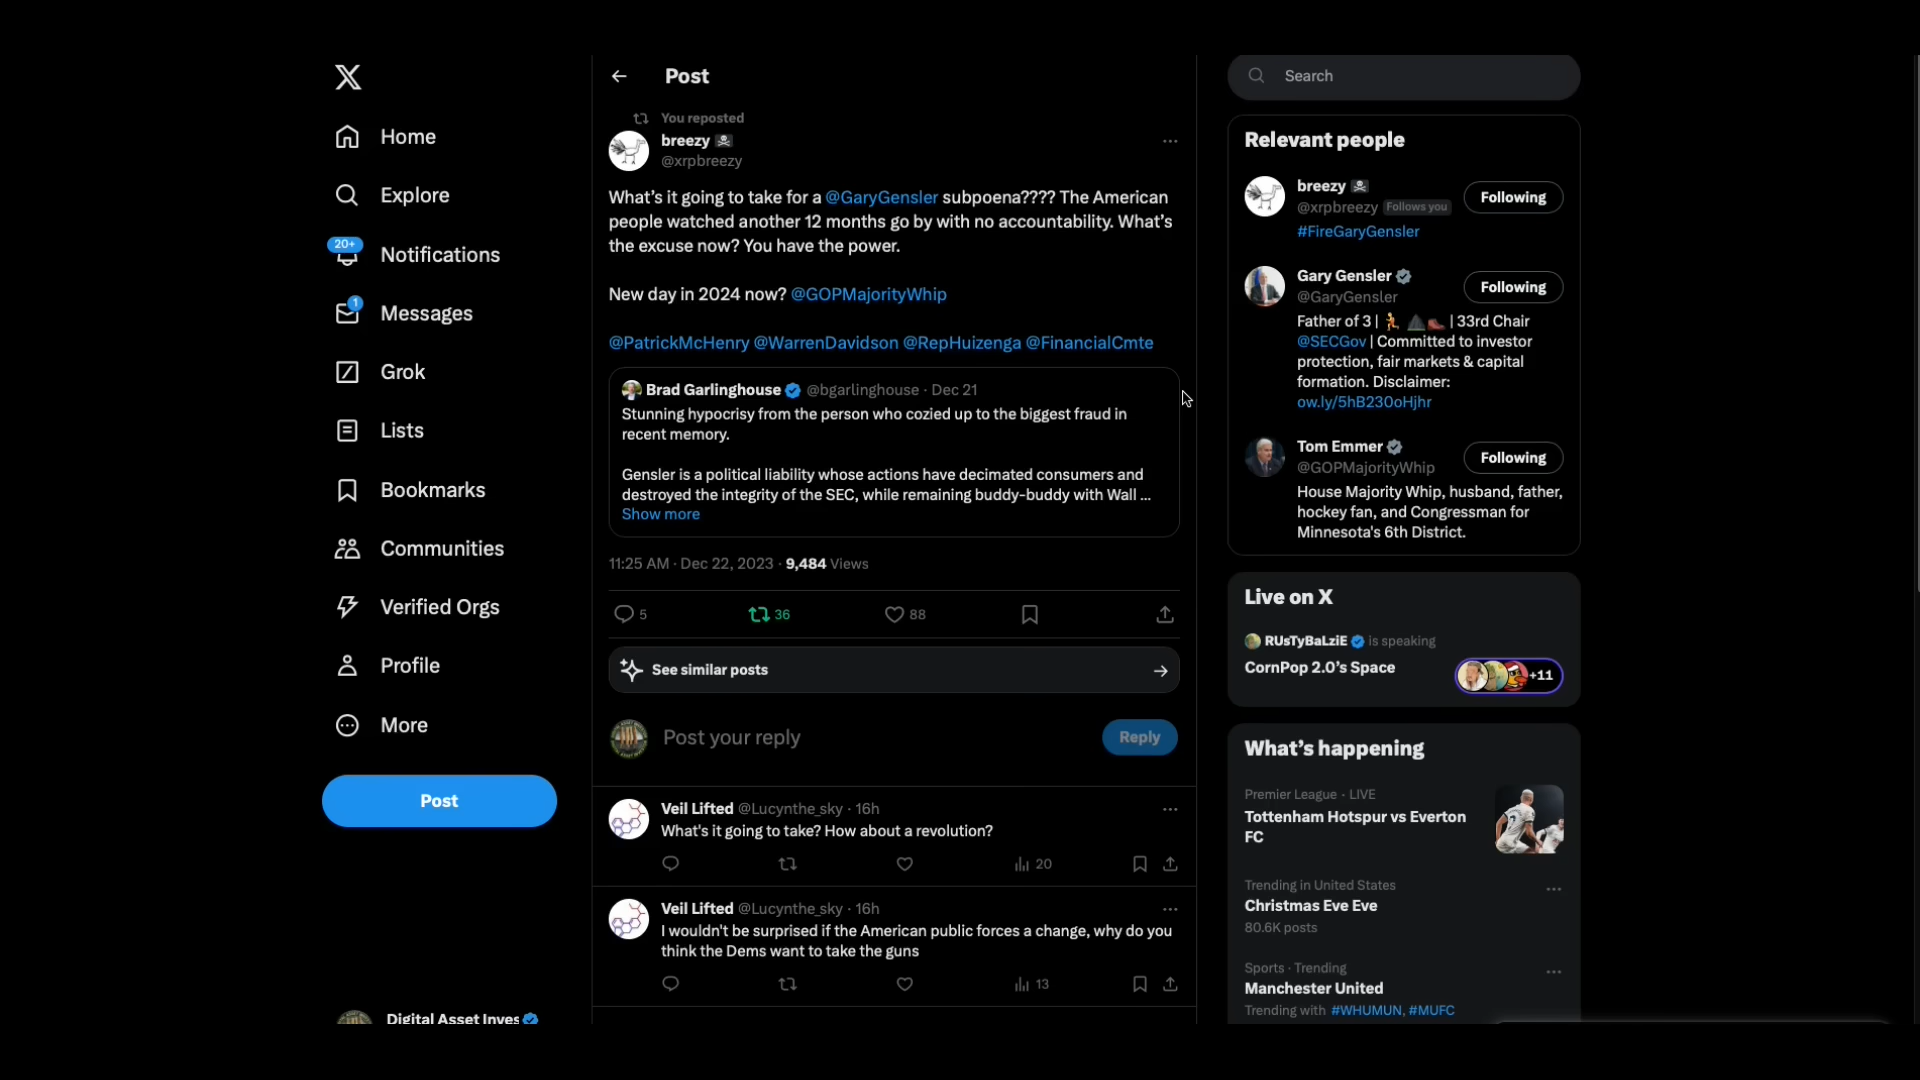 Home
Explore
20+
Notifications
1
Messages
Grok
Lists
Bookmarks
Communities
Verified Orgs
Profile
More
Post
Digital Asset Inves
Post
You reposted
breezy
@xrpbreezy
What's it going to take for a @GaryGensler subpoena???? The American
people watched another 12 months go by with no accountability. What's
the excuse now? You have the power.
New day in 2024 now? @GOPMajorityWhip
@PatrickMcHenry @WarrenDavidson @RepHuizenga @FinancialCmte
Brad Garlinghouse @bgarlinghouse · Dec 21
Stunning hypocrisy from the person who cozied up to the biggest fraud in
recent memory.
Gensler is a political liability whose actions have decimated consumers and
destroyed the integrity of the SEC, while remaining buddy-buddy with Wall ...
Show more
11:25 AM · Dec 22, 2023 · 9,484 Views
5 36 88
See similar posts
Post your reply
Reply
Veil Lifted @Lucynthe_sky · 16h
What's it going to take? How about a revolution?
20
Veil Lifted @Lucynthe_sky · 16h
I wouldn't be surprised if the American public forces a change, why do you
think the Dems want to take the guns
13
Search
Relevant people
breezy
@xrpbreezy Follows you
Following
#FireGaryGensler
Gary Gensler
@GaryGensler
Following
Father of 3 | | 33rd Chair
@SECGov | Committed to investor
protection, fair markets & capital
formation. Disclaimer:
ow.ly/5hB230oHjhr
Tom Emmer
@GOPMajorityWhip
Following
House Majority Whip, husband, father,
hockey fan, and Congressman for
Minnesota's 6th District.
Live on X
RUsTyBaLziE is speaking
CornPop 2.0's Space
+11
What's happening
Premier League · LIVE
Tottenham Hotspur vs Everton
FC
Trending in United States
Christmas Eve Eve
80.6K posts
Sports · Trending
Manchester United
Trending with #WHUMUN, #MUFC